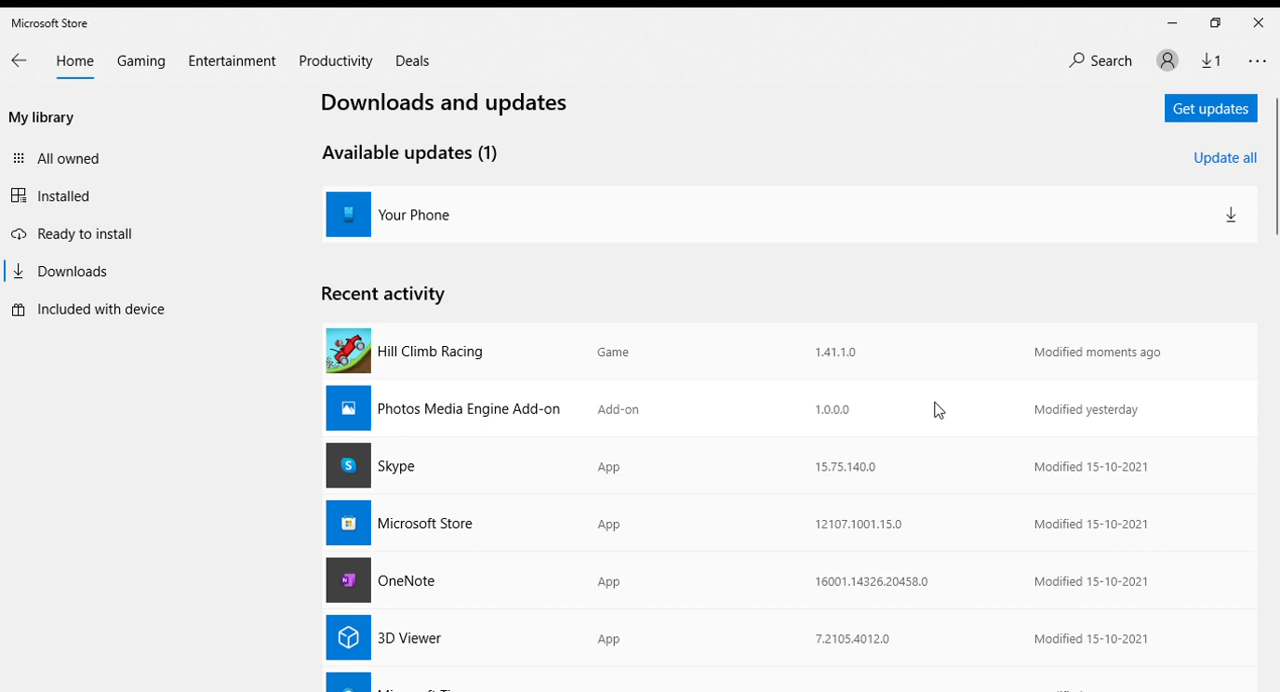 Microsoft Store
Home Gaming Entertainment Productivity Deals Search 1
My library
All owned
Installed
Ready to install
Downloads
Included with device
Downloads and updates
Get updates
Available updates (1)
Update all
Your Phone
Recent activity
Hill Climb Racing Game 1.41.1.0 Modified moments ago
Photos Media Engine Add-on Add-on 1.0.0.0 Modified yesterday
Skype App 15.75.140.0 Modified 15-10-2021
Microsoft Store App 12107.1001.15.0 Modified 15-10-2021
OneNote App 16001.14326.20458.0 Modified 15-10-2021
3D Viewer App 7.2105.4012.0 Modified 15-10-2021